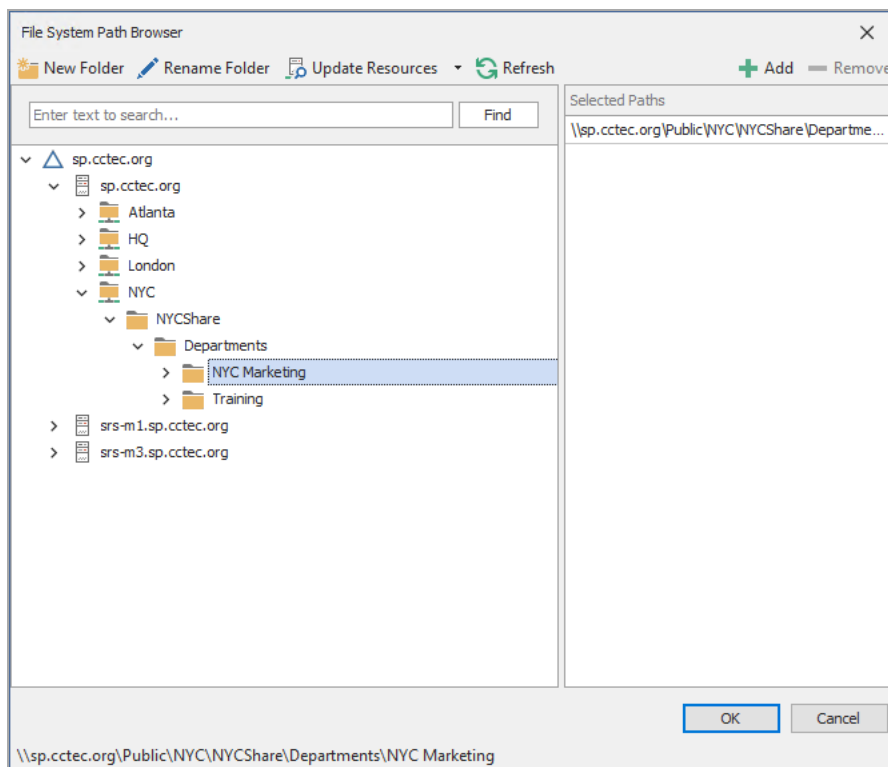 File System Path Browser
New Folder Rename Folder Update Resources Refresh Add Remove
Enter text to search... Find
Selected Paths
\\sp.cctec.org\Public\NYC\NYCShare\Departme...
sp.cctec.org
sp.cctec.org
Atlanta
HQ
London
NYC
NYCShare
Departments
NYC Marketing
Training
srs-m1.sp.cctec.org
srs-m3.sp.cctec.org
OK Cancel
\\sp.cctec.org\Public\NYC\NYCShare\Departments\NYC Marketing